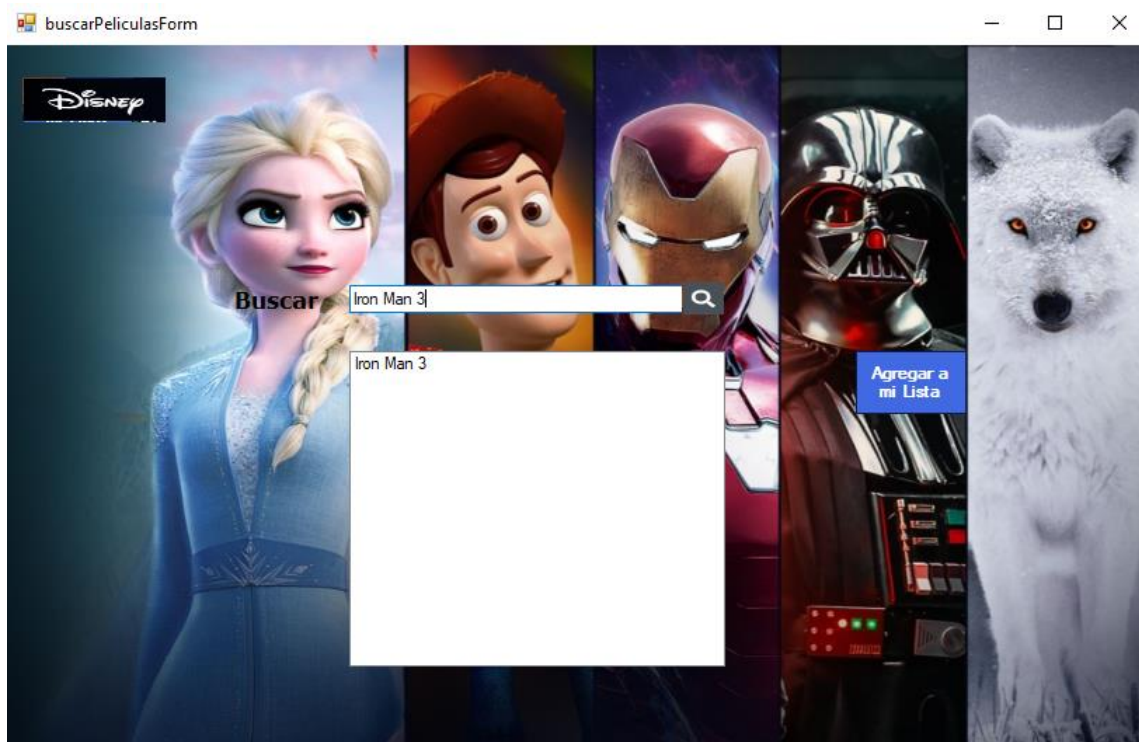 buscarPeliculasForm
Disney
Buscar
Iron Man 3
Iron Man 3
Agregar a
mi Lista